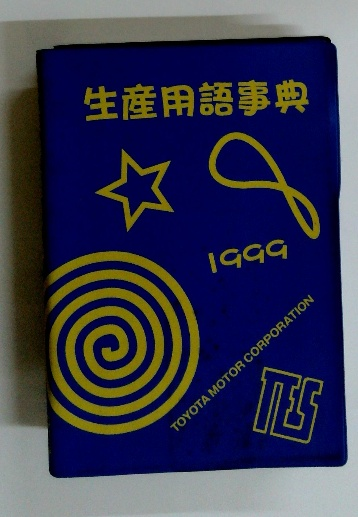 生産用語事典
1999
TOYOTA MOTOR CORPORATION
TES